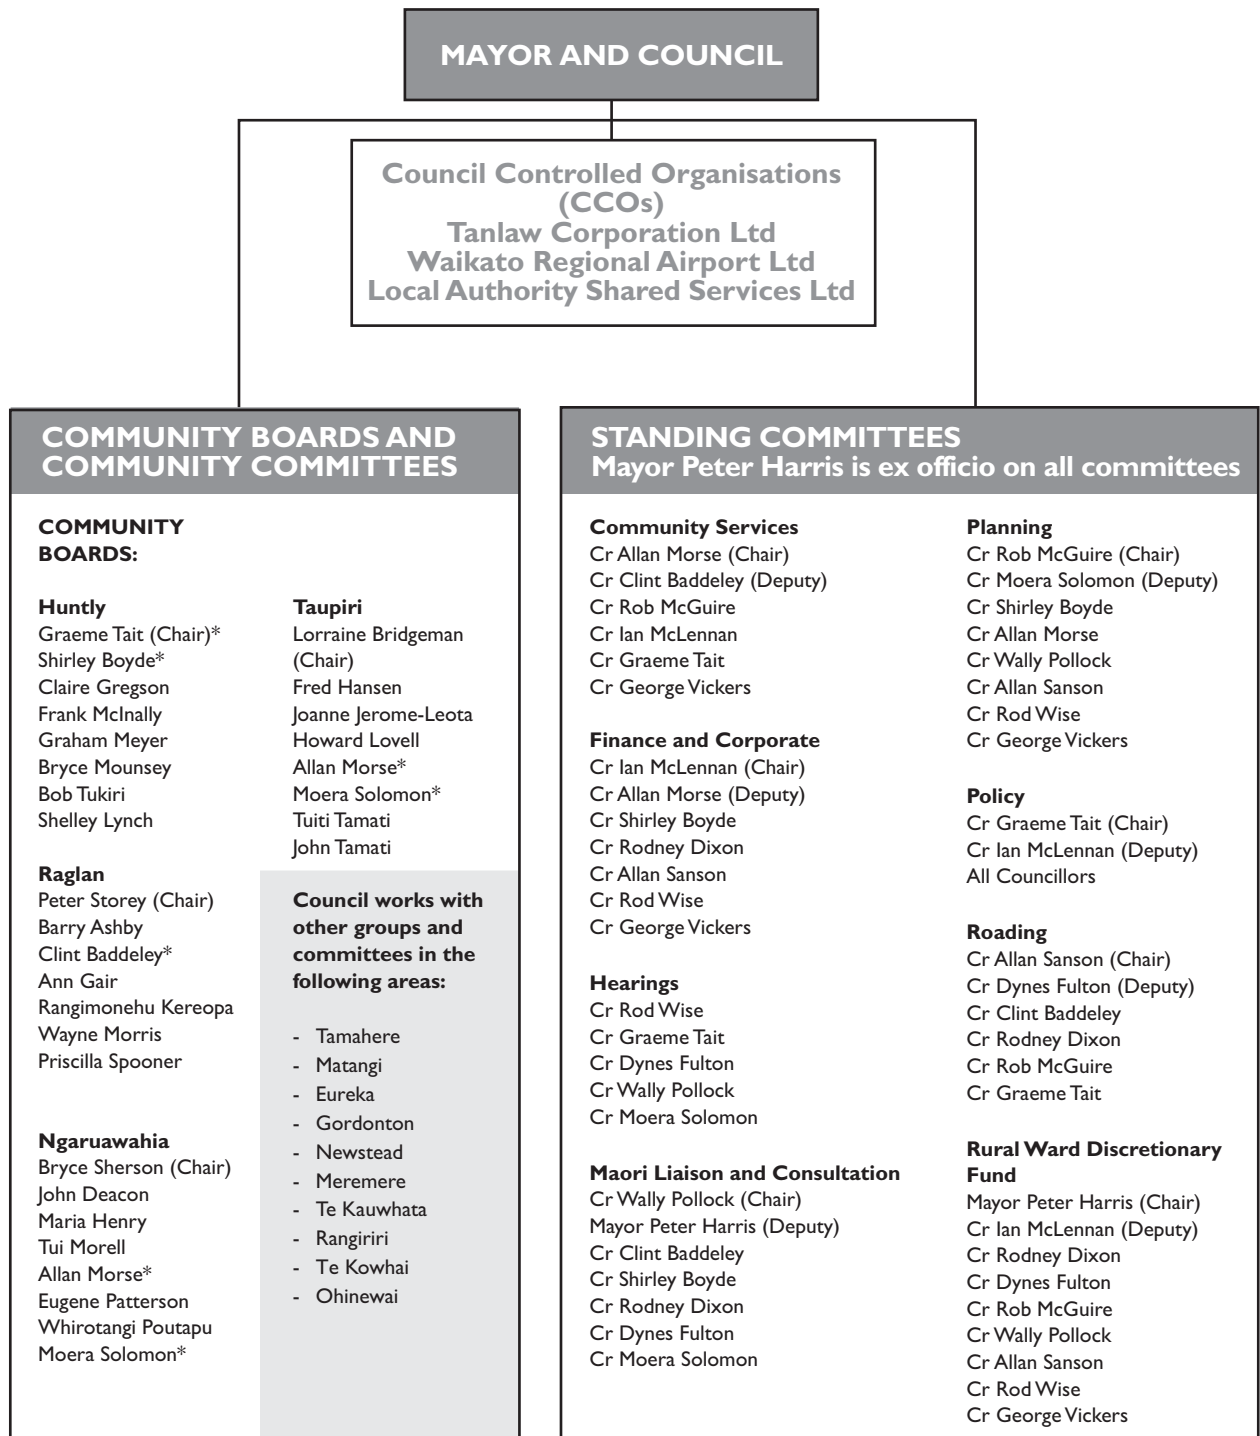 MAYOR AND COUNCIL
Council Controlled Organisations
(CCOs)
Tanlaw Corporation Ltd
Waikato Regional Airport Ltd
Local Authority Shared Services Ltd
COMMUNITY BOARDS AND
COMMUNITY COMMITTEES
COMMUNITY
BOARDS:
Huntly
Graeme Tait (Chair)*
Shirley Boyde*
Claire Gregson
Frank McInally
Graham Meyer
Bryce Mounsey
Bob Tukiri
Shelley Lynch
Raglan
Peter Storey (Chair)
Barry Ashby
Clint Baddeley*
Ann Gair
Rangimonehu Kereopa
Wayne Morris
Priscilla Spooner
Ngaruawahia
Bryce Sherson (Chair)
John Deacon
Maria Henry
Tui Morell
Allan Morse*
Eugene Patterson
Whirotangi Poutapu
Moera Solomon*
Taupiri
Lorraine Bridgeman
(Chair)
Fred Hansen
Joanne Jerome-Leota
Howard Lovell
Allan Morse*
Moera Solomon*
Tuiti Tamati
John Tamati
Council works with
other groups and
committees in the
following areas:
- Tamahere
- Matangi
- Eureka
- Gordonton
- Newstead
- Meremere
- Te Kauwhata
- Rangiriri
- Te Kowhai
- Ohinewai
STANDING COMMITTEES
Mayor Peter Harris is ex officio on all committees
Community Services
Cr Allan Morse (Chair)
Cr Clint Baddeley (Deputy)
Cr Rob McGuire
Cr Ian McLennan
Cr Graeme Tait
Cr George Vickers
Finance and Corporate
Cr Ian McLennan (Chair)
Cr Allan Morse (Deputy)
Cr Shirley Boyde
Cr Rodney Dixon
Cr Allan Sanson
Cr Rod Wise
Cr George Vickers
Hearings
Cr Rod Wise
Cr Graeme Tait
Cr Dynes Fulton
Cr Wally Pollock
Cr Moera Solomon
Maori Liaison and Consultation
Cr Wally Pollock (Chair)
Mayor Peter Harris (Deputy)
Cr Clint Baddeley
Cr Shirley Boyde
Cr Rodney Dixon
Cr Dynes Fulton
Cr Moera Solomon
Planning
Cr Rob McGuire (Chair)
Cr Moera Solomon (Deputy)
Cr Shirley Boyde
Cr Allan Morse
Cr Wally Pollock
Cr Allan Sanson
Cr Rod Wise
Cr George Vickers
Policy
Cr Graeme Tait (Chair)
Cr Ian McLennan (Deputy)
All Councillors
Roading
Cr Allan Sanson (Chair)
Cr Dynes Fulton (Deputy)
Cr Clint Baddeley
Cr Rodney Dixon
Cr Rob McGuire
Cr Graeme Tait
Rural Ward Discretionary
Fund
Mayor Peter Harris (Chair)
Cr Ian McLennan (Deputy)
Cr Rodney Dixon
Cr Dynes Fulton
Cr Rob McGuire
Cr Wally Pollock
Cr Allan Sanson
Cr Rod Wise
Cr George Vickers